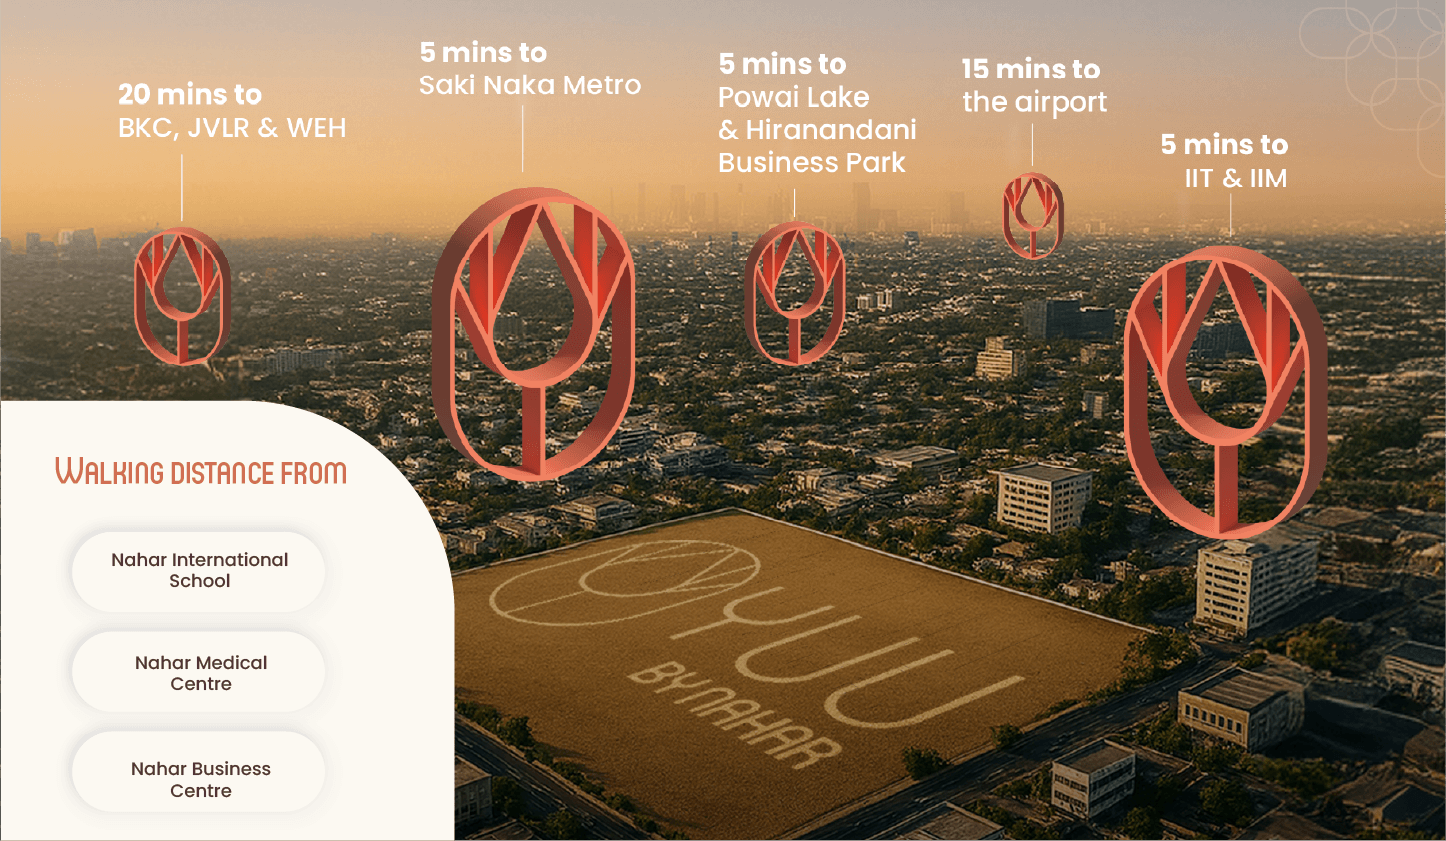 20 mins to
BKC, JVLR & WEH
5 mins to
Saki Naka Metro
5 mins to
Powai Lake
& Hiranandani
Business Park
15 mins to
the airport
5 mins to
IIT & IIM
WALKING DISTANCE FROM
Nahar International
School
Nahar Medical
Centre
Nahar Business
Centre
YUU
BY NAHAR